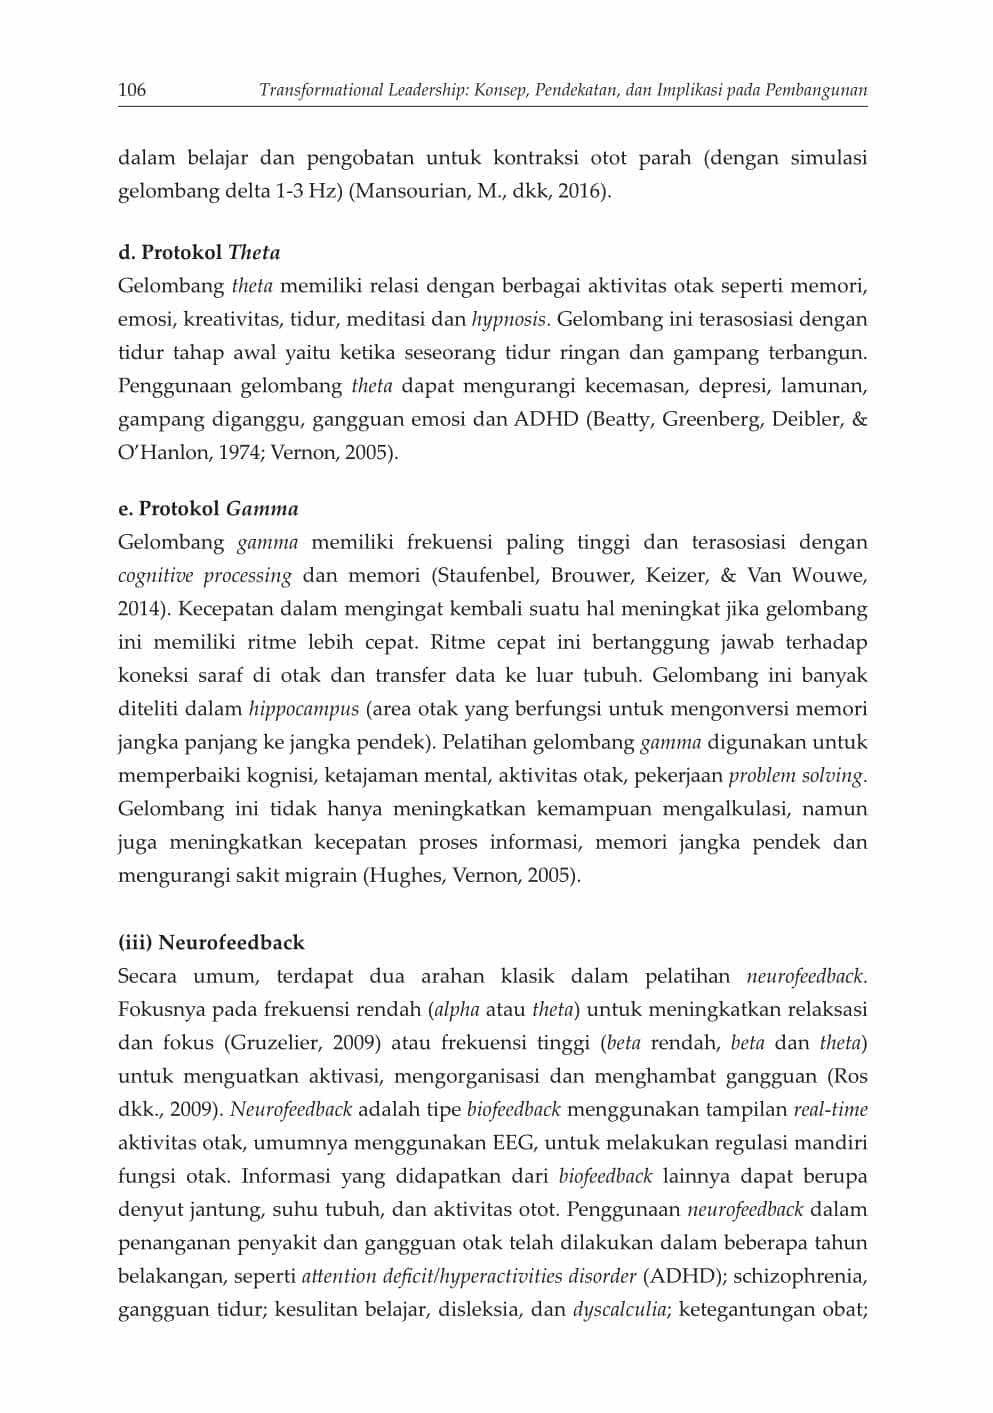 106 Transformational Leadership: Konsep, Pendekatan, dan Implikasi pada Pembangunan
dalam belajar dan pengobatan untuk kontraksi otot parah (dengan simulasi
gelombang delta 1-3 Hz) (Mansourian, M., dkk, 2016).
d. Protokol Theta
Gelombang theta memiliki relasi dengan berbagai aktivitas otak seperti memori,
emosi, kreativitas, tidur, meditasi dan hypnosis. Gelombang ini terasosiasi dengan
tidur tahap awal yaitu ketika seseorang tidur ringan dan gampang terbangun.
Penggunaan gelombang theta dapat mengurangi kecemasan, depresi, lamunan,
gampang diganggu, gangguan emosi dan ADHD (Beatty, Greenberg, Deibler, &
O’Hanlon, 1974; Vernon, 2005).
e. Protokol Gamma
Gelombang gamma memiliki frekuensi paling tinggi dan terasosiasi dengan
cognitive processing dan memori (Staufenbel, Brouwer, Keizer, & Van Wouwe,
2014). Kecepatan dalam mengingat kembali suatu hal meningkat jika gelombang
ini memiliki ritme lebih cepat. Ritme cepat ini bertanggung jawab terhadap
koneksi saraf di otak dan transfer data ke luar tubuh. Gelombang ini banyak
diteliti dalam hippocampus (area otak yang berfungsi untuk mengonversi memori
jangka panjang ke jangka pendek). Pelatihan gelombang gamma digunakan untuk
memperbaiki kognisi, ketajaman mental, aktivitas otak, pekerjaan problem solving.
Gelombang ini tidak hanya meningkatkan kemampuan mengalkulasi, namun
juga meningkatkan kecepatan proses informasi, memori jangka pendek dan
mengurangi sakit migrain (Hughes, Vernon, 2005).
(iii) Neurofeedback
Secara umum, terdapat dua arahan klasik dalam pelatihan neurofeedback.
Fokusnya pada frekuensi rendah (alpha atau theta) untuk meningkatkan relaksasi
dan fokus (Gruzelier, 2009) atau frekuensi tinggi (beta rendah, beta dan theta)
untuk menguatkan aktivasi, mengorganisasi dan menghambat gangguan (Ros
dkk., 2009). Neurofeedback adalah tipe biofeedback menggunakan tampilan real-time
aktivitas otak, umumnya menggunakan EEG, untuk melakukan regulasi mandiri
fungsi otak. Informasi yang didapatkan dari biofeedback lainnya dapat berupa
denyut jantung, suhu tubuh, dan aktivitas otot. Penggunaan neurofeedback dalam
penanganan penyakit dan gangguan otak telah dilakukan dalam beberapa tahun
belakangan, seperti attention deficit/hyperactivities disorder (ADHD); schizophrenia,
gangguan tidur; kesulitan belajar, disleksia, dan dyscalculia; ketegantungan obat;